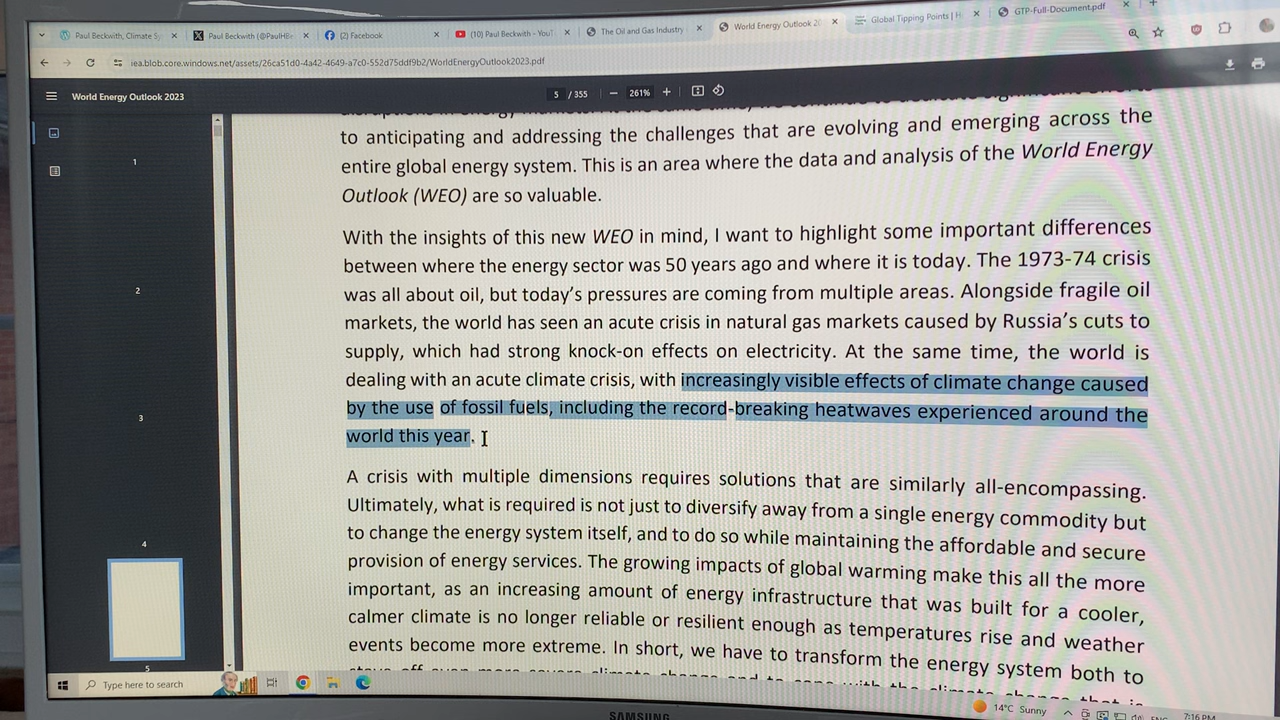 Paul Beckwith, Climate Sy
Paul Beckwith (@PaulHBe
(2) Facebook
(10) Paul Beckwith - YouT
The Oil and Gas Industry
World Energy Outlook 20
Global Tipping Points | H
GTP-Full-Document.pdf
iea.blob.core.windows.net/assets/26ca51d0-4a42-4649-a7c0-552d75ddf9b2/WorldEnergyOutlook2023.pdf
World Energy Outlook 2023
5 / 355
261%
1
2
3
4
5
to anticipating and addressing the challenges that are evolving and emerging across the
entire global energy system. This is an area where the data and analysis of the World Energy
Outlook (WEO) are so valuable.
With the insights of this new WEO in mind, I want to highlight some important differences
between where the energy sector was 50 years ago and where it is today. The 1973-74 crisis
was all about oil, but today's pressures are coming from multiple areas. Alongside fragile oil
markets, the world has seen an acute crisis in natural gas markets caused by Russia's cuts to
supply, which had strong knock-on effects on electricity. At the same time, the world is
dealing with an acute climate crisis, with increasingly visible effects of climate change caused
by the use of fossil fuels, including the record-breaking heatwaves experienced around the
world this year.
A crisis with multiple dimensions requires solutions that are similarly all-encompassing.
Ultimately, what is required is not just to diversify away from a single energy commodity but
to change the energy system itself, and to do so while maintaining the affordable and secure
provision of energy services. The growing impacts of global warming make this all the more
important, as an increasing amount of energy infrastructure that was built for a cooler,
calmer climate is no longer reliable or resilient enough as temperatures rise and weather
events become more extreme. In short, we have to transform the energy system both to
Type here to search
14°C Sunny
ENG
7:16 PM
SAMSUNG